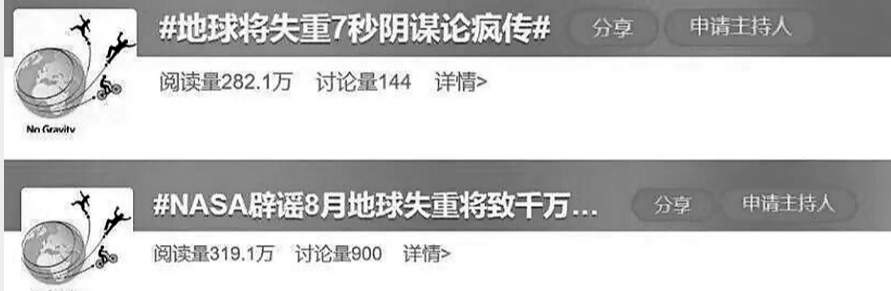 #地球将失重7秒阴谋论疯传# 分享 申请主持人
阅读量282.1万 讨论量144 详情>
No Gravity
#NASA辟谣8月地球失重将致千万... 分享 申请主持人
阅读量319.1万 讨论量900 详情>